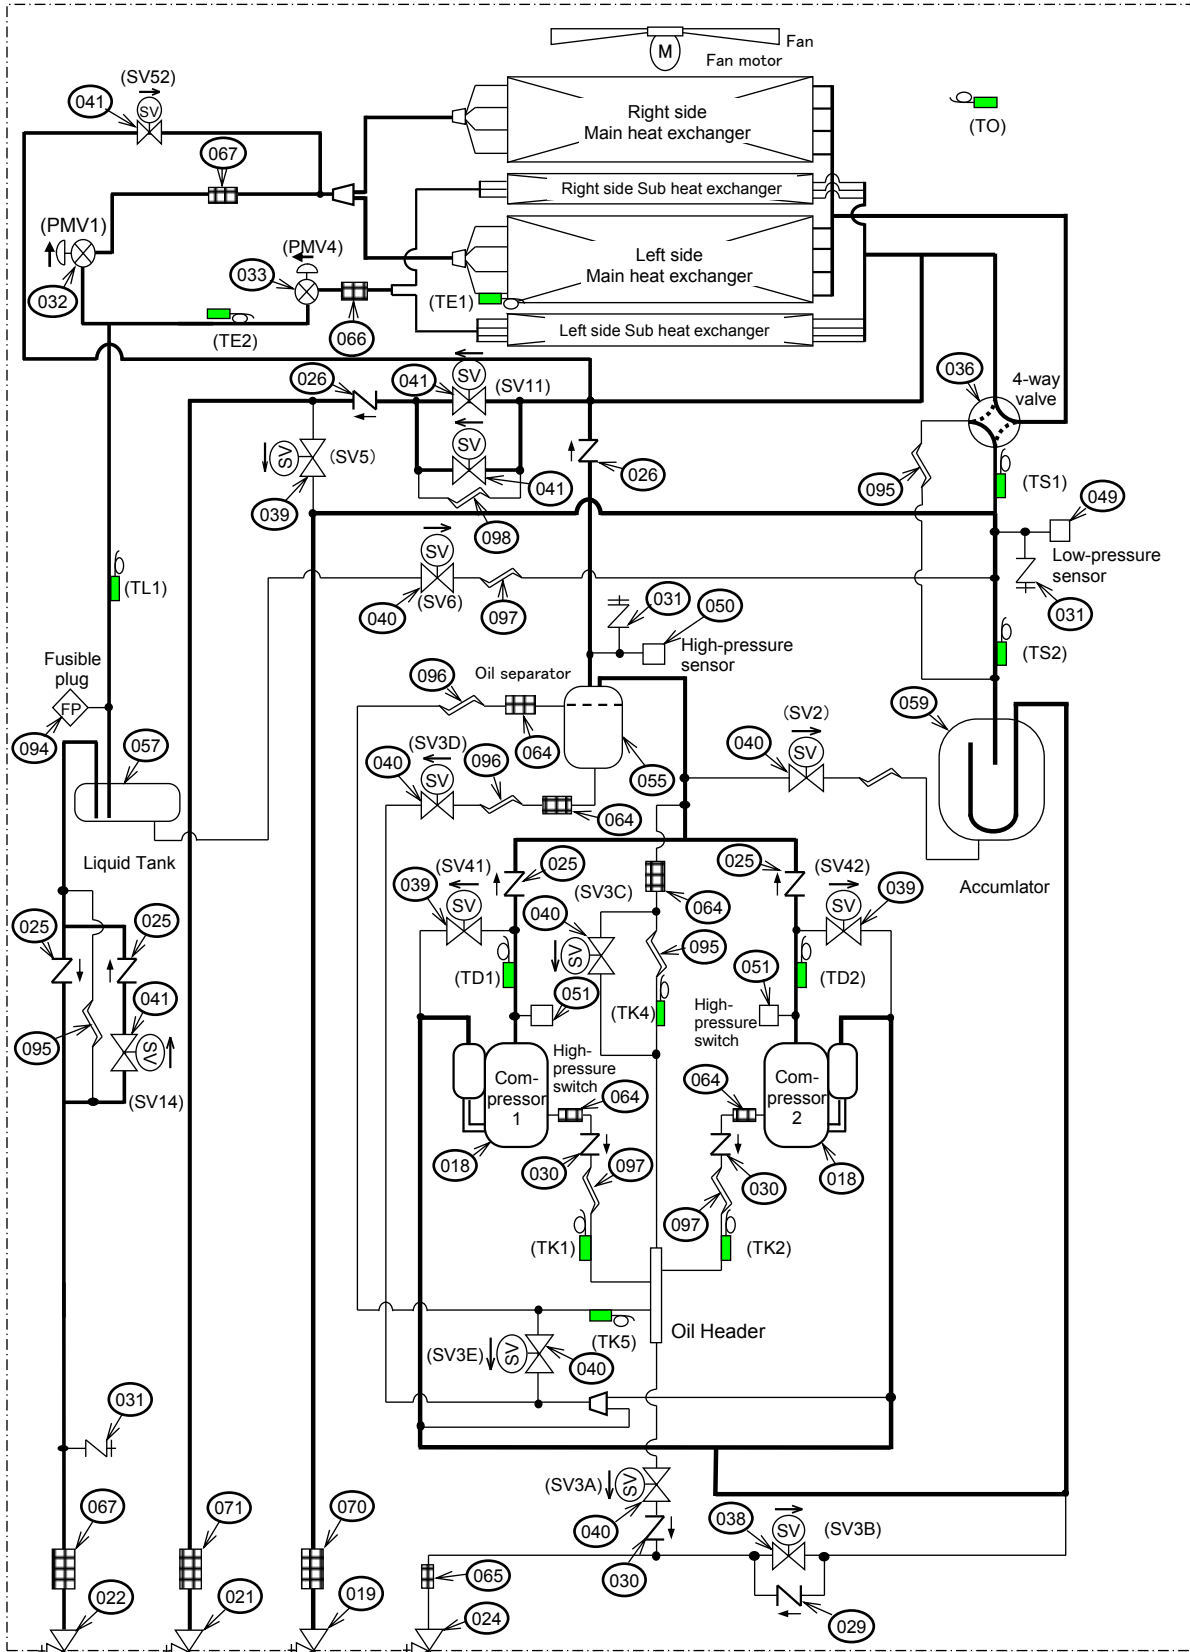 Fan
M
Fan motor
(SV52)
041
SV
Right side
Main heat exchanger
(TO)
067
Right side Sub heat exchanger
(PMV1)
032
(PMV4)
033
Left side
Main heat exchanger
(TE1)
(TE2)
066
Left side Sub heat exchanger
036
4-way
valve
026
041
SV
(SV11)
SV
(SV5)
SV
041
026
095
(TS1)
039
098
049
Low-pressure
sensor
(TL1)
SV
040
(SV6)
097
031
050
031
High-pressure
sensor
(TS2)
Fusible
plug
FP
094
Oil separator
096
064
059
057
(SV3D)
040
SV
096
055
(SV2)
040
SV
064
Liquid Tank
Accumlator
(SV41)
025
025
(SV42)
039
SV
(SV3C)
064
SV
039
040
025
025
SV
095
(TD1)
051
(TK4)
051
(TD2)
High-
pressure
switch
041
095
SV
(SV14)
Com-
pressor
1
High-
pressure
switch
064
064
Com-
pressor
2
018
030
097
097
030
018
(TK1)
(TK2)
Oil Header
(TK5)
(SV3E)
SV
040
031
(SV3A)
SV
040
038
SV
(SV3B)
067
071
070
065
030
022
021
019
024
029